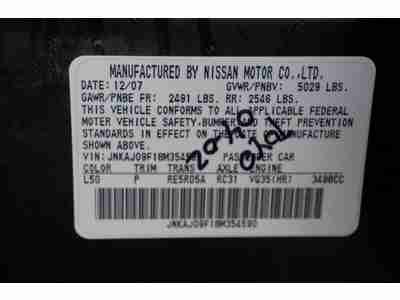 MANUFACTURED BY NISSAN MOTOR CO.,LTD.
DATE: 12/07 GVWR/PNBV: 5029 LBS.
GAWR/PNBE FR: 2491 LBS. RR: 2546 LBS.
THIS VEHICLE CONFORMS TO ALL APPLICABLE FEDERAL
MOTOR VEHICLE SAFETY, BUMPER AND THEFT PREVENTION
STANDARDS IN EFFECT ON THE DATE OF MANUFACTURE
SHOWN ABOVE.
VIN: JNKAJ09F18M354590 PASSENGER CAR
COLOR TRIM TRANS AXLE ENGINE
L50 P RE5R05A RC31 VQ35(HR) 3498CC
JNKAJ09F18M354590